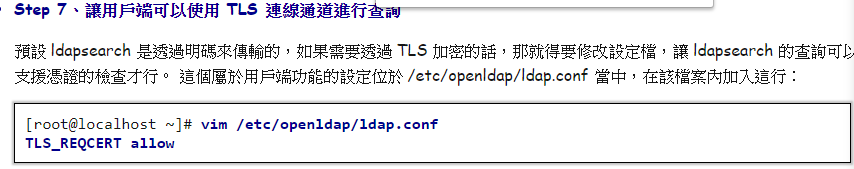 Step 7、讓用戶端可以使用 TLS 連線通道進行查詢
預設 ldapsearch 是透過明碼來傳輸的，如果需要透過 TLS 加密的話，那就得要修改設定檔，讓 ldapsearch 的查詢可以
支援憑證的檢查才行。 這個屬於用戶端功能的設定位於 /etc/openldap/ldap.conf 當中，在該檔案內加入這行：
[root@localhost ~]# vim /etc/openldap/ldap.conf
TLS_REQCERT allow